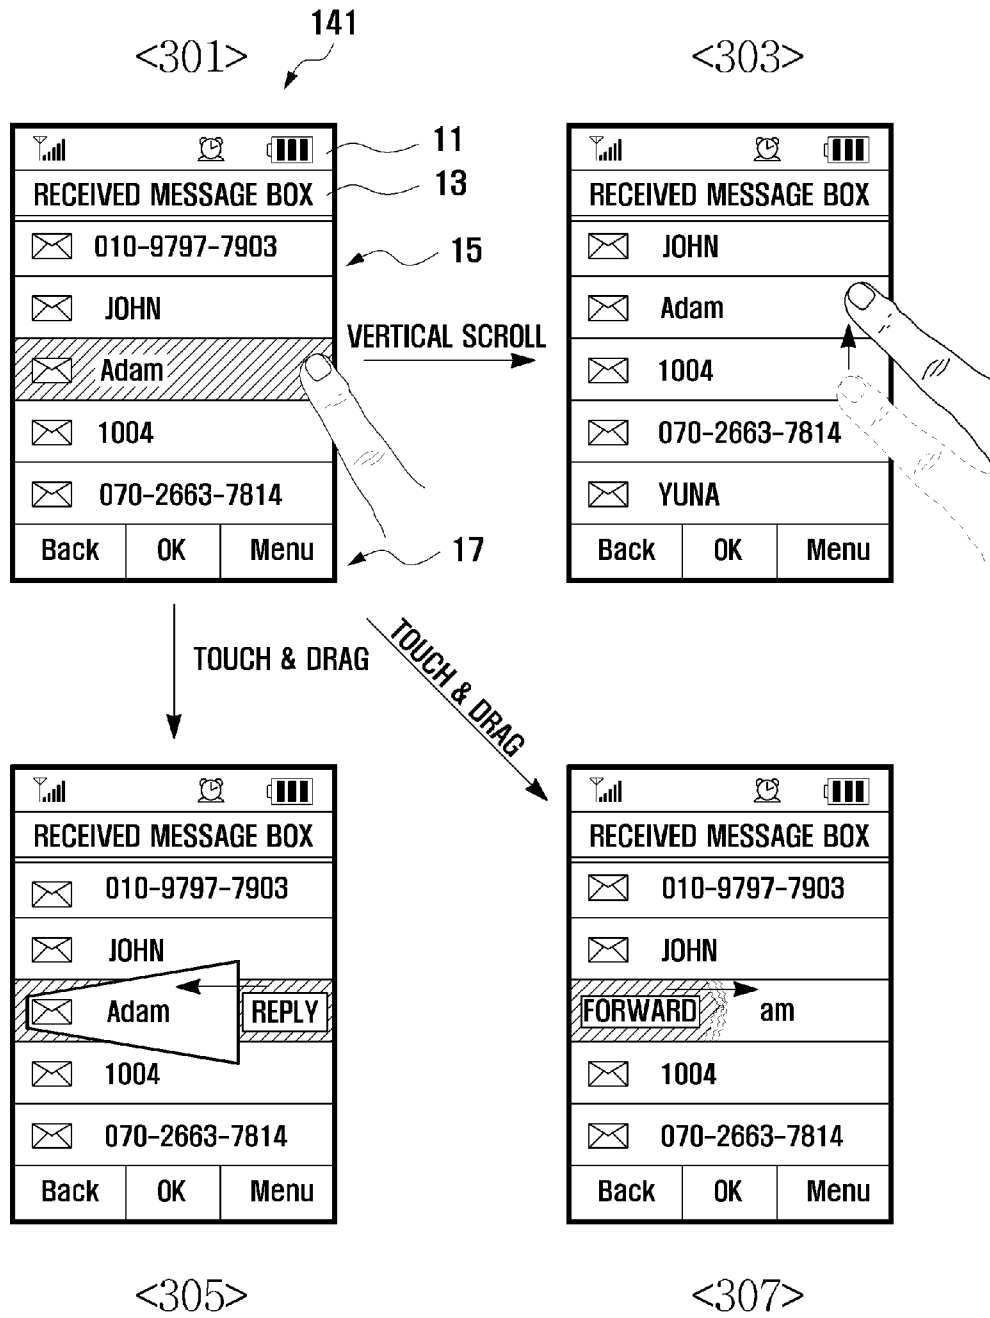 <301>
141
<303>
11
RECEIVED MESSAGE BOX
13
010-9797-7903
15
JOHN
Adam
1004
070-2663-7814
Back OK Menu
17
VERTICAL SCROLL
RECEIVED MESSAGE BOX
JOHN
Adam
1004
070-2663-7814
YUNA
Back OK Menu
TOUCH & DRAG
TOUCH & DRAG
RECEIVED MESSAGE BOX
010-9797-7903
JOHN
Adam REPLY
1004
070-2663-7814
Back OK Menu
<305>
RECEIVED MESSAGE BOX
010-9797-7903
JOHN
FORWARD am
1004
070-2663-7814
Back OK Menu
<307>